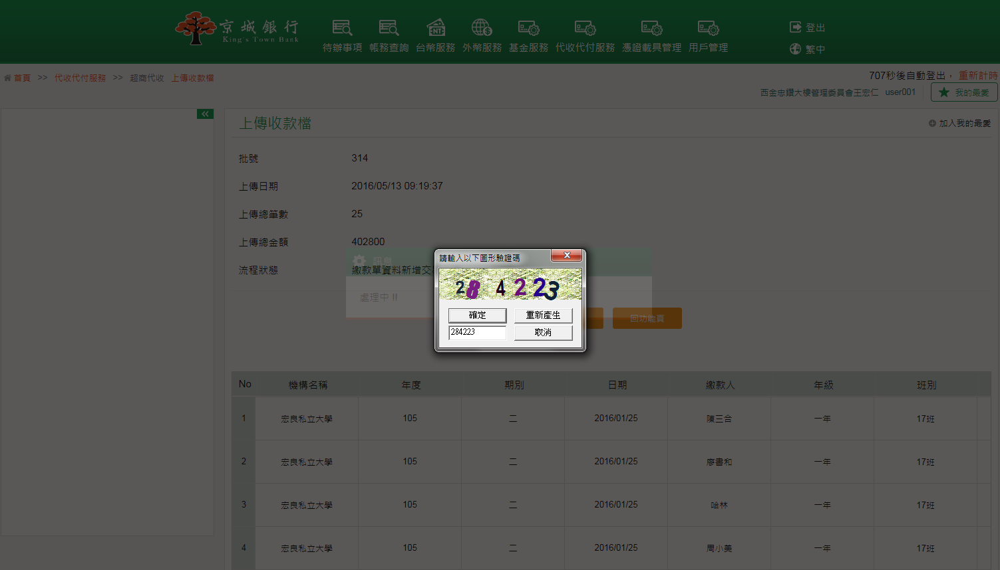 京城銀行
King's Town Bank
待辦事項 帳務查詢 台幣服務 外幣服務 基金服務 代收代付服務 憑證載具管理 用戶管理
NT
$
登出
繁中
首頁 >> 代收代付服務 >> 超商代收 上傳收款檔
707秒後自動登出， 重新計時
西金忠鑽大樓管理委員會王宏仁 user001
我的最愛
上傳收款檔
加入我的最愛
批號 314
上傳日期 2016/05/13 09:19:37
上傳總筆數 25
上傳總金額 402800
訊息
流程狀態 繳款單資料新增交
處理中 !!
回功能頁
請輸入以下圖形驗證碼
284223
確定 重新產生
284223 取消
No 機構名稱 年度 期別 日期 繳款人 年級 班別
1 宏良私立大學 105 二 2016/01/25 陳三合 一年 17班
2 宏良私立大學 105 二 2016/01/25 廖書和 一年 17班
3 宏良私立大學 105 二 2016/01/25 哈林 一年 17班
4 宏良私立大學 105 二 2016/01/25 周小美 一年 17班